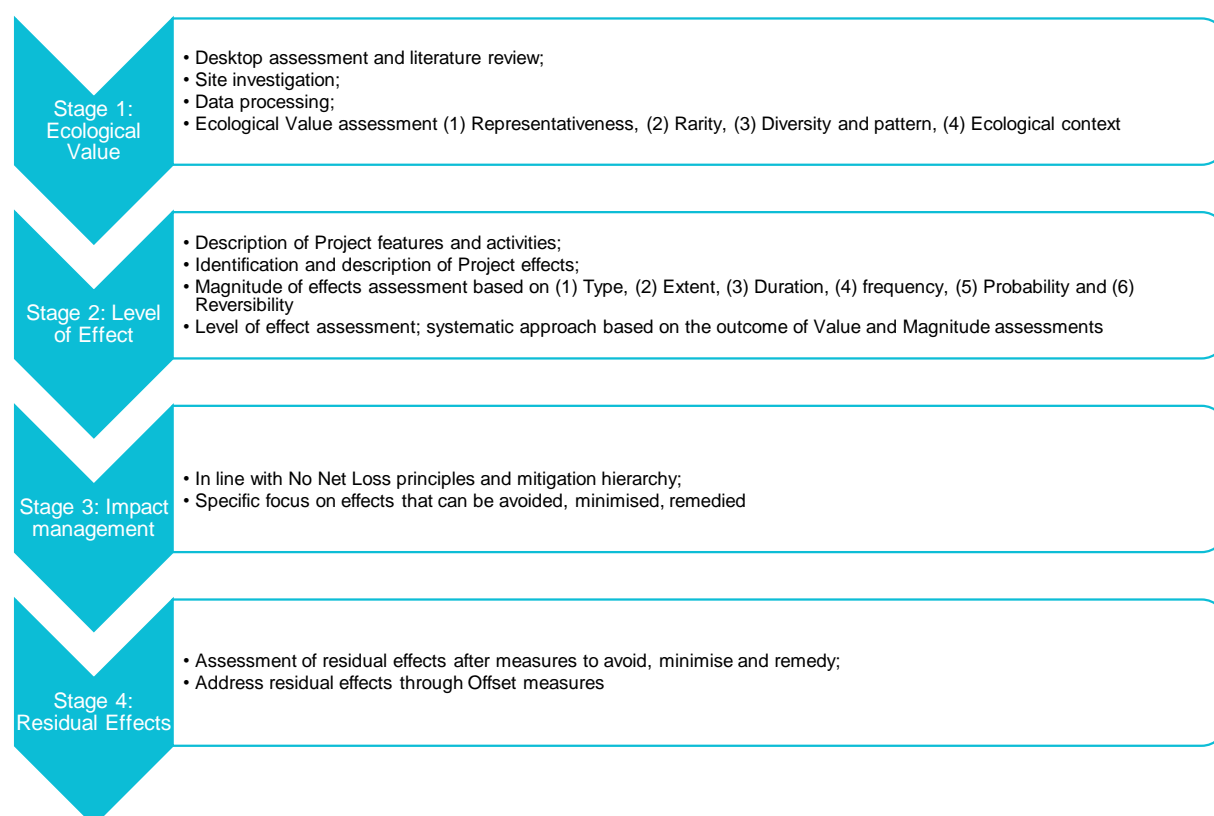 Stage 1:
Ecological
Value
• Desktop assessment and literature review;
• Site investigation;
• Data processing;
• Ecological Value assessment (1) Representativeness, (2) Rarity, (3) Diversity and pattern, (4) Ecological context
Stage 2: Level
of Effect
• Description of Project features and activities;
• Identification and description of Project effects;
• Magnitude of effects assessment based on (1) Type, (2) Extent, (3) Duration, (4) frequency, (5) Probability and (6)
Reversibility
• Level of effect assessment; systematic approach based on the outcome of Value and Magnitude assessments
Stage 3: Impact
management
• In line with No Net Loss principles and mitigation hierarchy;
• Specific focus on effects that can be avoided, minimised, remedied
Stage 4:
Residual Effects
• Assessment of residual effects after measures to avoid, minimise and remedy;
• Address residual effects through Offset measures